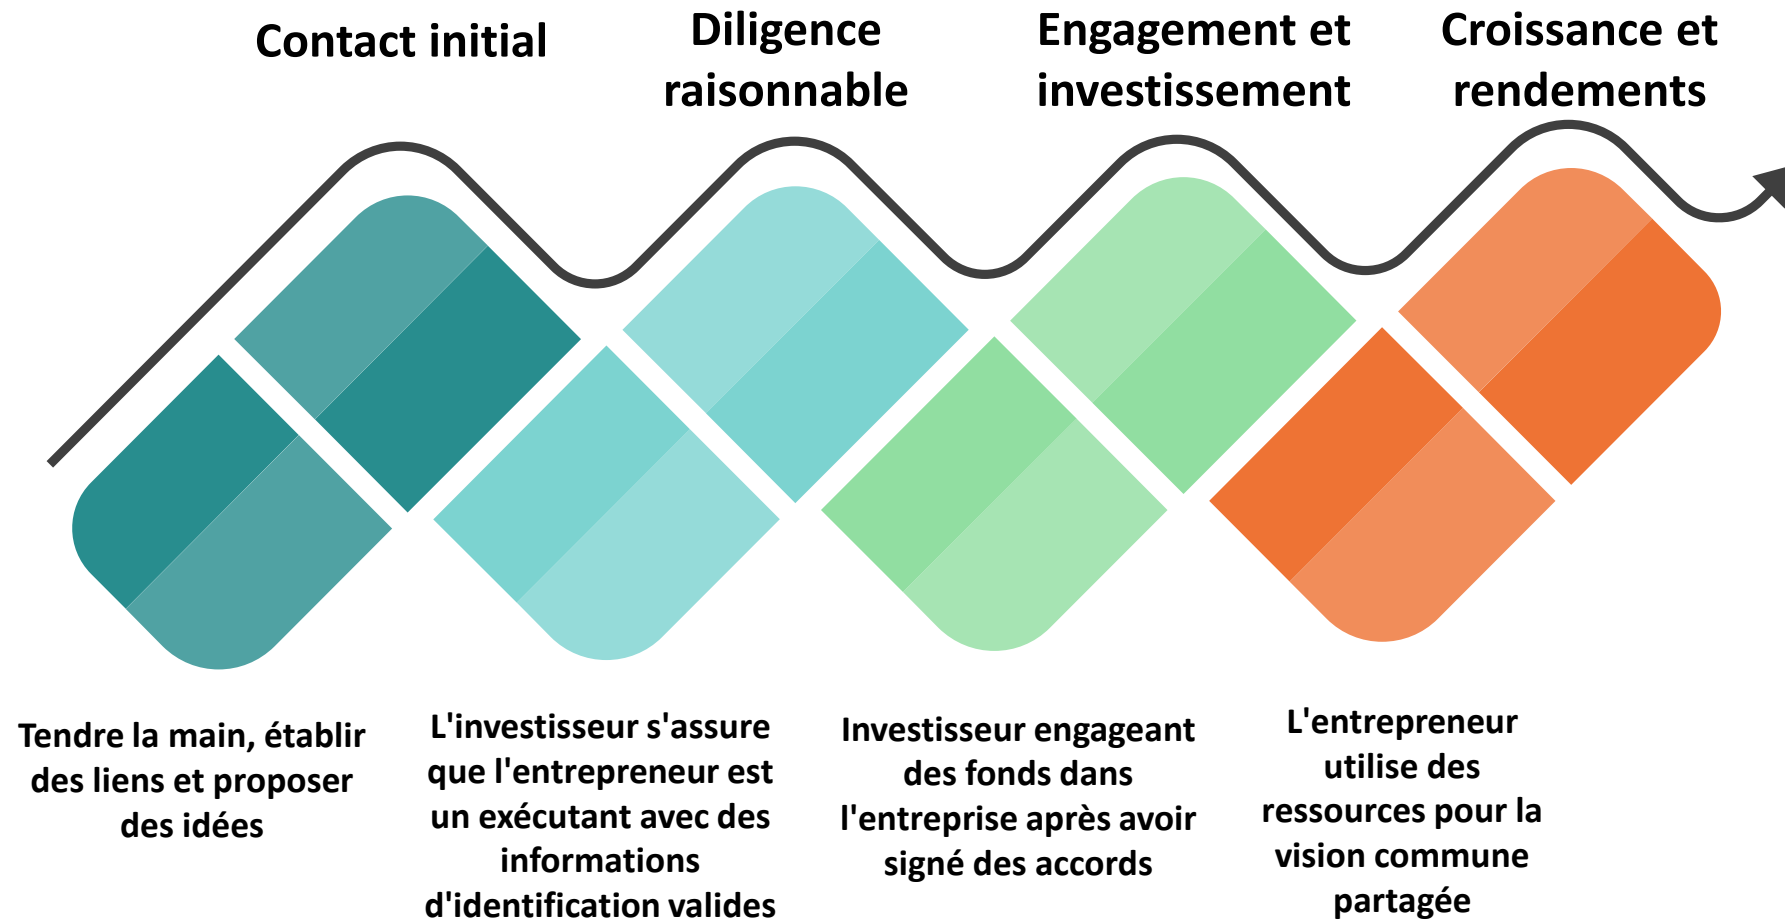 Contact initial
Diligence
raisonnable
Engagement et
investissement
Croissance et
rendements
Tendre la main, établir
des liens et proposer
des idées
L'investisseur s'assure
que l'entrepreneur est
un exécutant avec des
informations
d'identification valides
Investisseur engageant
des fonds dans
l'entreprise après avoir
signé des accords
L'entrepreneur
utilise des
ressources pour la
vision commune
partagée